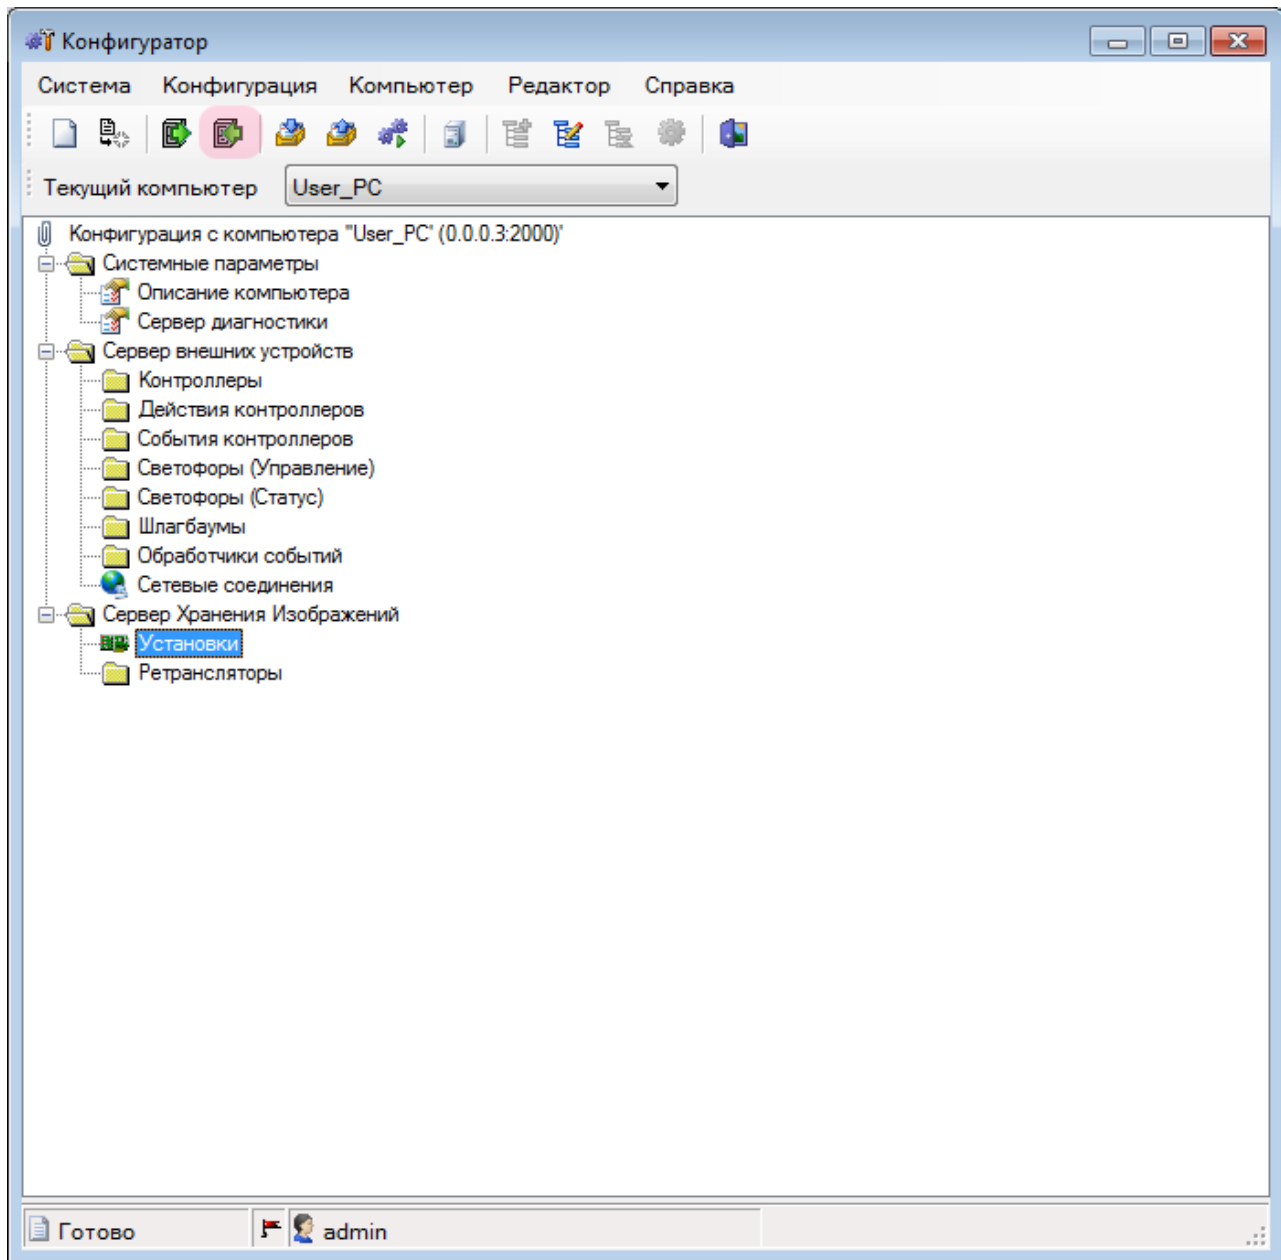 Конфигуратор
Система Конфигурация Компьютер Редактор Справка
Текущий компьютер User_PC
Конфигурация с компьютера "User_PC" (0.0.0.3:2000)'
Системные параметры
Описание компьютера
Сервер диагностики
Сервер внешних устройств
Контроллеры
Действия контроллеров
События контроллеров
Светофоры (Управление)
Светофоры (Статус)
Шлагбаумы
Обработчики событий
Сетевые соединения
Сервер Хранения Изображений
Установки
Ретрансляторы
Готово admin